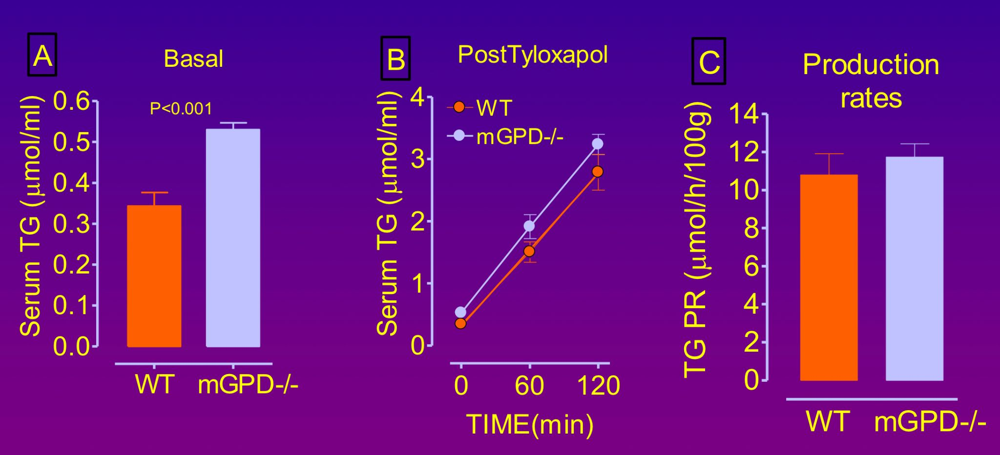 A
Basal
Serum TG (μmol/ml)
0.6
0.5
0.4
0.3
0.2
0.1
0.0
P<0.001
WT mGPD-/-
B
PostTyloxapol
Serum TG (μmol/ml)
4
3
2
1
0
WT
mGPD-/-
0 60 120
TIME(min)
C
Production
rates
TG PR (μmol/h/100g)
14
12
10
8
6
4
2
0
WT mGPD-/-